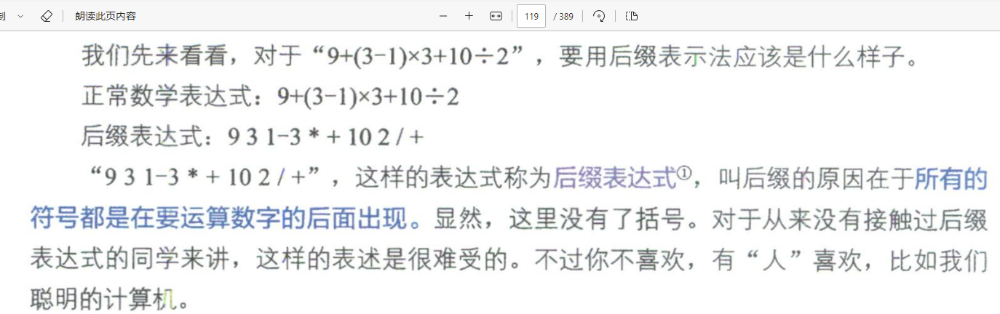 制
朗读此页内容
119 / 389
我们先来看看，对于“9+(3-1)×3+10÷2”，要用后缀表示法应该是什么样子。
正常数学表达式：9+(3-1)×3+10÷2
后缀表达式：9 3 1-3 * + 10 2 / +
“9 3 1-3 * + 10 2 / +”，这样的表达式称为后缀表达式①，叫后缀的原因在于所有的
符号都是在要运算数字的后面出现。显然，这里没有了括号。对于从来没有接触过后缀
表达式的同学来讲，这样的表述是很难受的。不过你不喜欢，有“人”喜欢，比如我们
聪明的计算机。